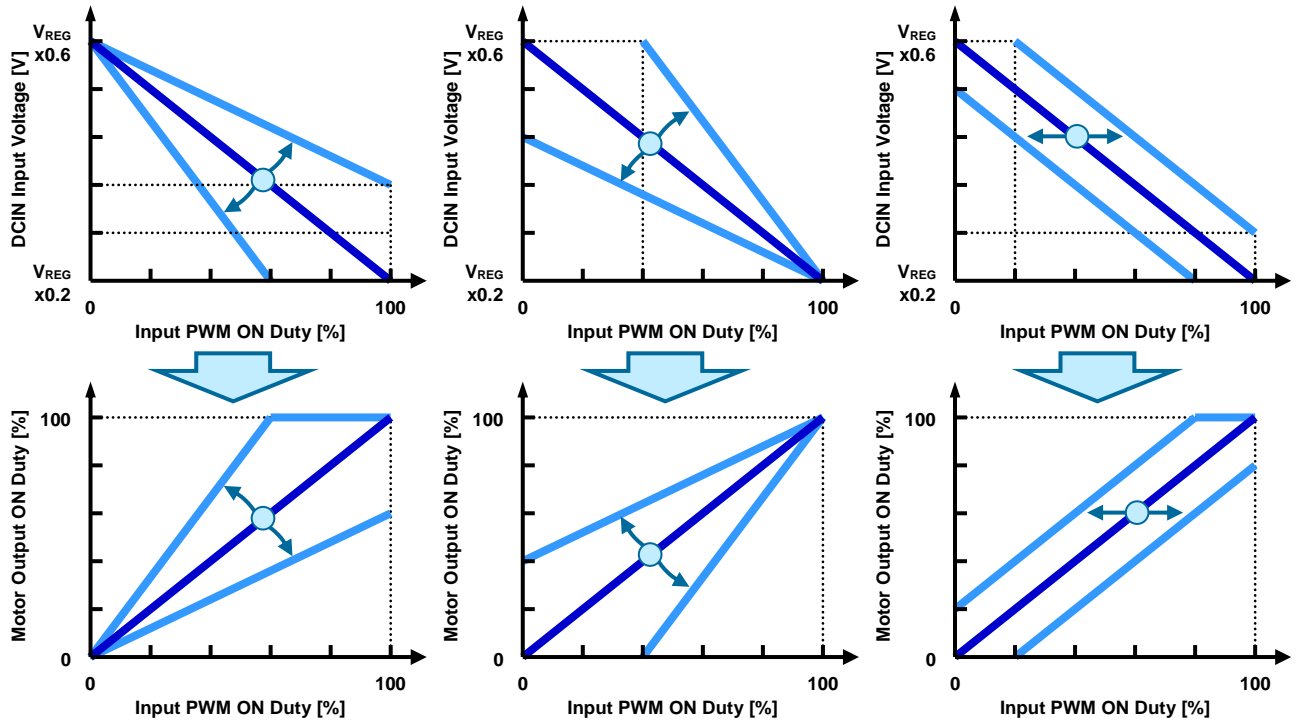 DCIN Input Voltage [V]
VREG
x0.6
VREG
x0.2
0
100
Input PWM ON Duty [%]
DCIN Input Voltage [V]
VREG
x0.6
VREG
x0.2
0
100
Input PWM ON Duty [%]
DCIN Input Voltage [V]
VREG
x0.6
VREG
x0.2
0
100
Input PWM ON Duty [%]
Motor Output ON Duty [%]
100
0
0
100
Input PWM ON Duty [%]
Motor Output ON Duty [%]
100
0
0
100
Input PWM ON Duty [%]
Motor Output ON Duty [%]
100
0
0
100
Input PWM ON Duty [%]